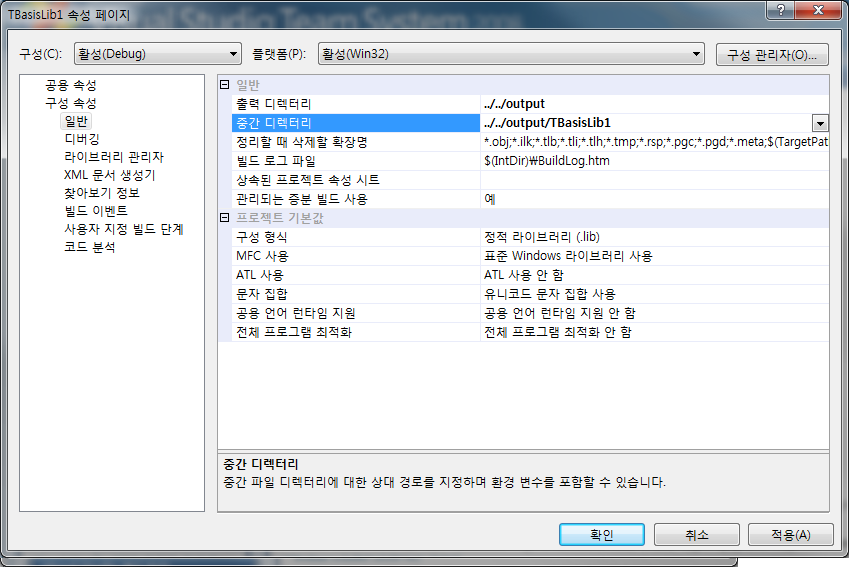 Visual Studio Team System
TBasisLib1 속성 페이지
구성(C): 활성(Debug) 플랫폼(P): 활성(Win32) 구성 관리자(O)...
공용 속성
구성 속성
일반
디버깅
라이브러리 관리자
XML 문서 생성기
찾아보기 정보
빌드 이벤트
사용자 지정 빌드 단계
코드 분석
일반
출력 디렉터리 ../../output
중간 디렉터리 ../../output/TBasisLib1
정리할 때 삭제할 확장명 *.obj;*.ilk;*.tlb;*.tli;*.tlh;*.tmp;*.rsp;*.pgc;*.pgd;*.meta;$(TargetPat
빌드 로그 파일 $(IntDir)₩BuildLog.htm
상속된 프로젝트 속성 시트
관리되는 증분 빌드 사용 예
프로젝트 기본값
구성 형식 정적 라이브러리 (.lib)
MFC 사용 표준 Windows 라이브러리 사용
ATL 사용 ATL 사용 안 함
문자 집합 유니코드 문자 집합 사용
공용 언어 런타임 지원 공용 언어 런타임 지원 안 함
전체 프로그램 최적화 전체 프로그램 최적화 안 함
중간 디렉터리
중간 파일 디렉터리에 대한 상대 경로를 지정하며 환경 변수를 포함할 수 있습니다.
확인 취소 적용(A)